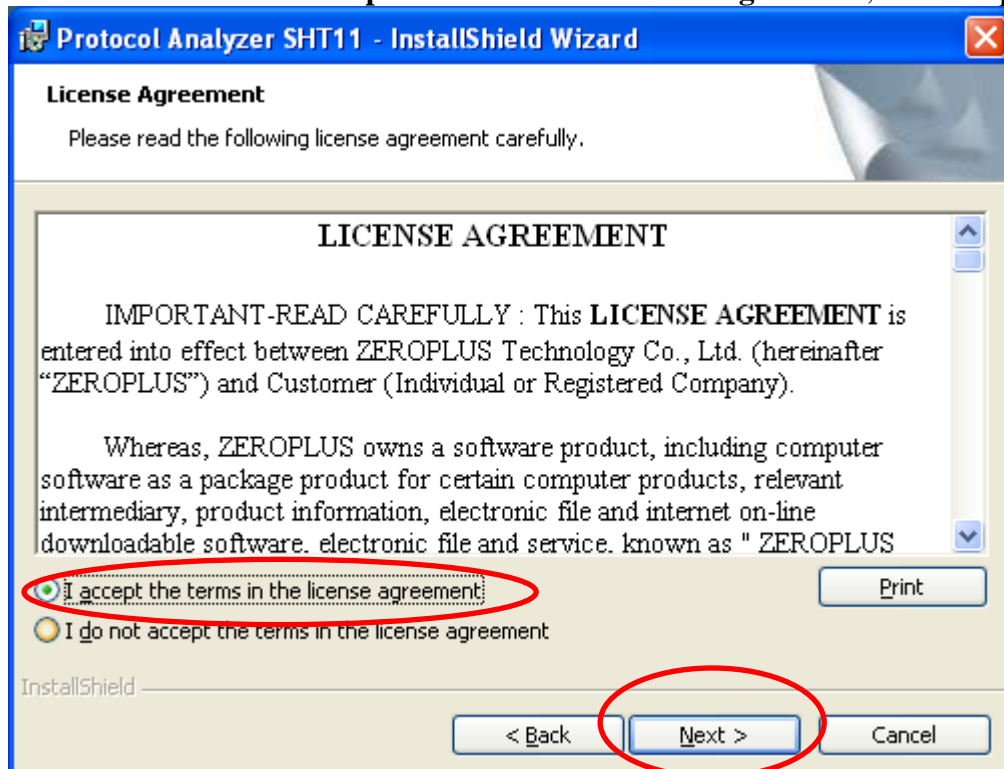 Protocol Analyzer SHT11 - InstallShield Wizard
License Agreement
Please read the following license agreement carefully.
LICENSE AGREEMENT
IMPORTANT-READ CAREFULLY : This LICENSE AGREEMENT is
entered into effect between ZEROPLUS Technology Co., Ltd. (hereinafter
“ZEROPLUS”) and Customer (Individual or Registered Company).
Whereas, ZEROPLUS owns a software product, including computer
software as a package product for certain computer products, relevant
intermediary, product information, electronic file and internet on-line
downloadable software, electronic file and service, known as " ZEROPLUS
I accept the terms in the license agreement
Print
I do not accept the terms in the license agreement
InstallShield
< Back
Next >
Cancel